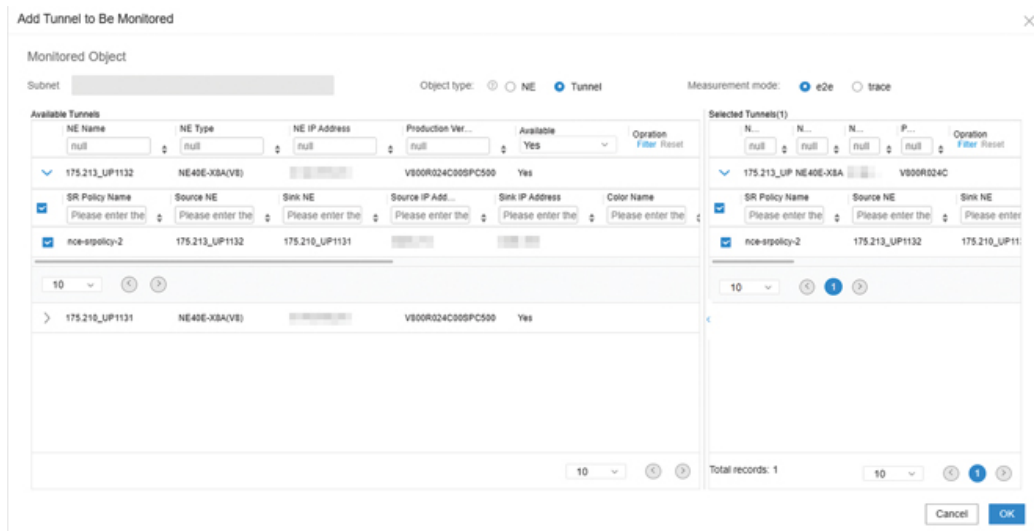 Add Tunnel to Be Monitored
Monitored Object
Subnet Object type: NE Tunnel Measurement mode: e2e trace
Available Tunnels Selected Tunnels(1)
NE Name NE Type NE IP Address Production Ver... Available Opration N... N... N... P... Opration
null null null null Yes Filter Reset null null null null Filter Reset
175.213_UP1132 NE40E-X8A(V8) V800R024C00SPC500 Yes 175.213_UP NE40E-X8A V800R024C
SR Policy Name Source NE Sink NE Source IP Add... Sink IP Address Color Name SR Policy Name Source NE Sink NE
Please enter the Please enter the Please enter the Please enter the Please enter the Please enter the Please enter the Please enter the Please enter
nce-srpolicy-2 175.213_UP1132 175.210_UP1131 nce-srpolicy-2 175.213_UP1132 175.210_UP11
10 10 1
175.210_UP1131 NE40E-X8A(V8) V800R024C00SPC500 Yes
10 Total records: 1 10 1
Cancel OK